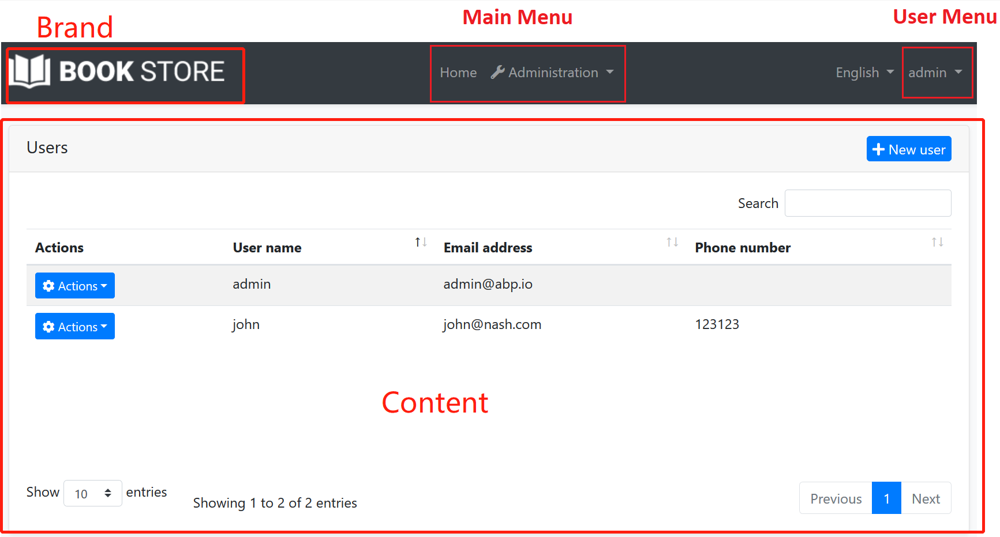 Brand
Main Menu
User Menu
BOOK STORE
Home Administration
English admin
Users
New user
Search
Actions User name Email address Phone number
Actions admin admin@abp.io
Actions john john@nash.com 123123
Content
Show 10 entries
Showing 1 to 2 of 2 entries
Previous 1 Next